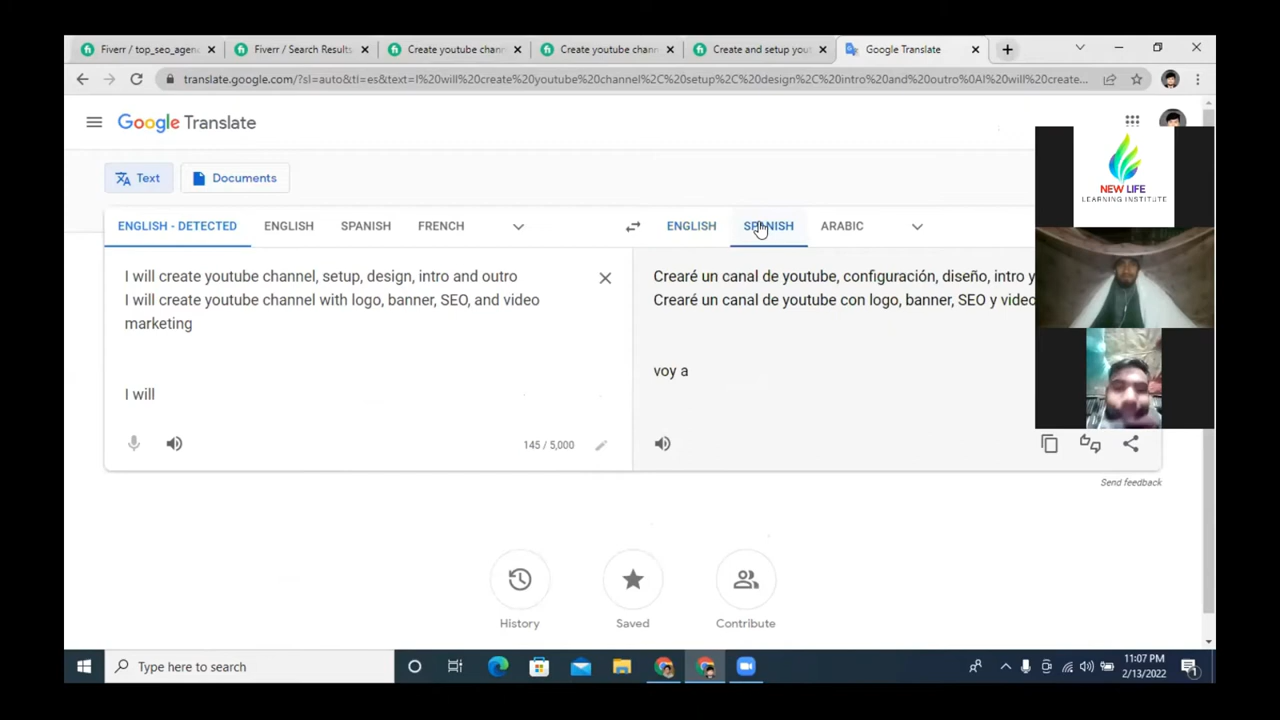 Fiverr / top_seo_agen
Fiverr / Search Results
Create youtube chann
Create youtube chann
Create and setup you
Google Translate
translate.google.com/?sl=auto&tl=es&text=I%20will%20create%20youtube%20channel%2C%20setup%2C%20design%2C%20intro%20and%20outro%0AI%20will%20create...
Google Translate
Text
Documents
ENGLISH - DETECTED
ENGLISH
SPANISH
FRENCH
ENGLISH
SPANISH
ARABIC
I will create youtube channel, setup, design, intro and outro
I will create youtube channel with logo, banner, SEO, and video
marketing
I will
145 / 5,000
Crearé un canal de youtube, configuración, diseño, intro y
Crearé un canal de youtube con logo, banner, SEO y video
voy a
Send feedback
NEW LIFE
LEARNING INSTITUTE
History
Saved
Contribute
Type here to search
11:07 PM
2/13/2022
1